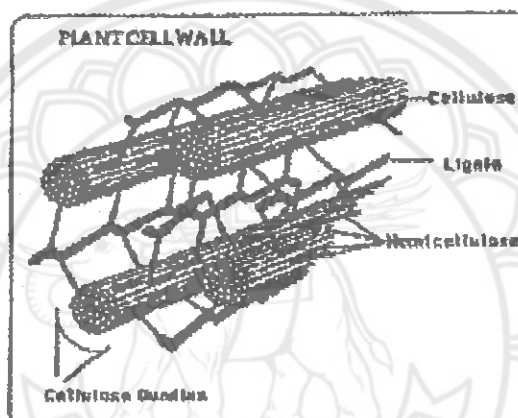 PLANT CELL WALL
Cellulose
Lignin
Hemicellulose
Cellulose Bundles